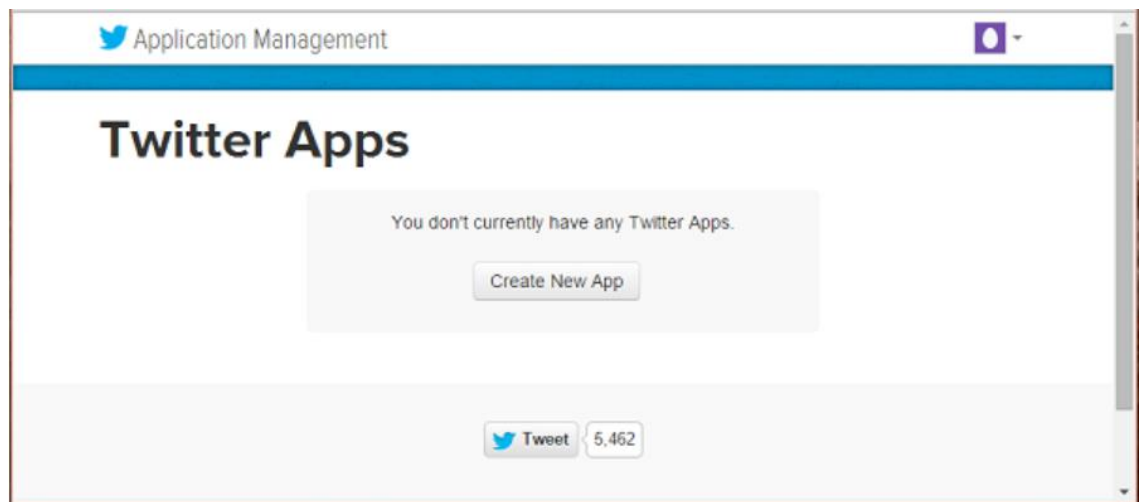 Application Management
Twitter Apps
You don't currently have any Twitter Apps.
Create New App
Tweet 5,462